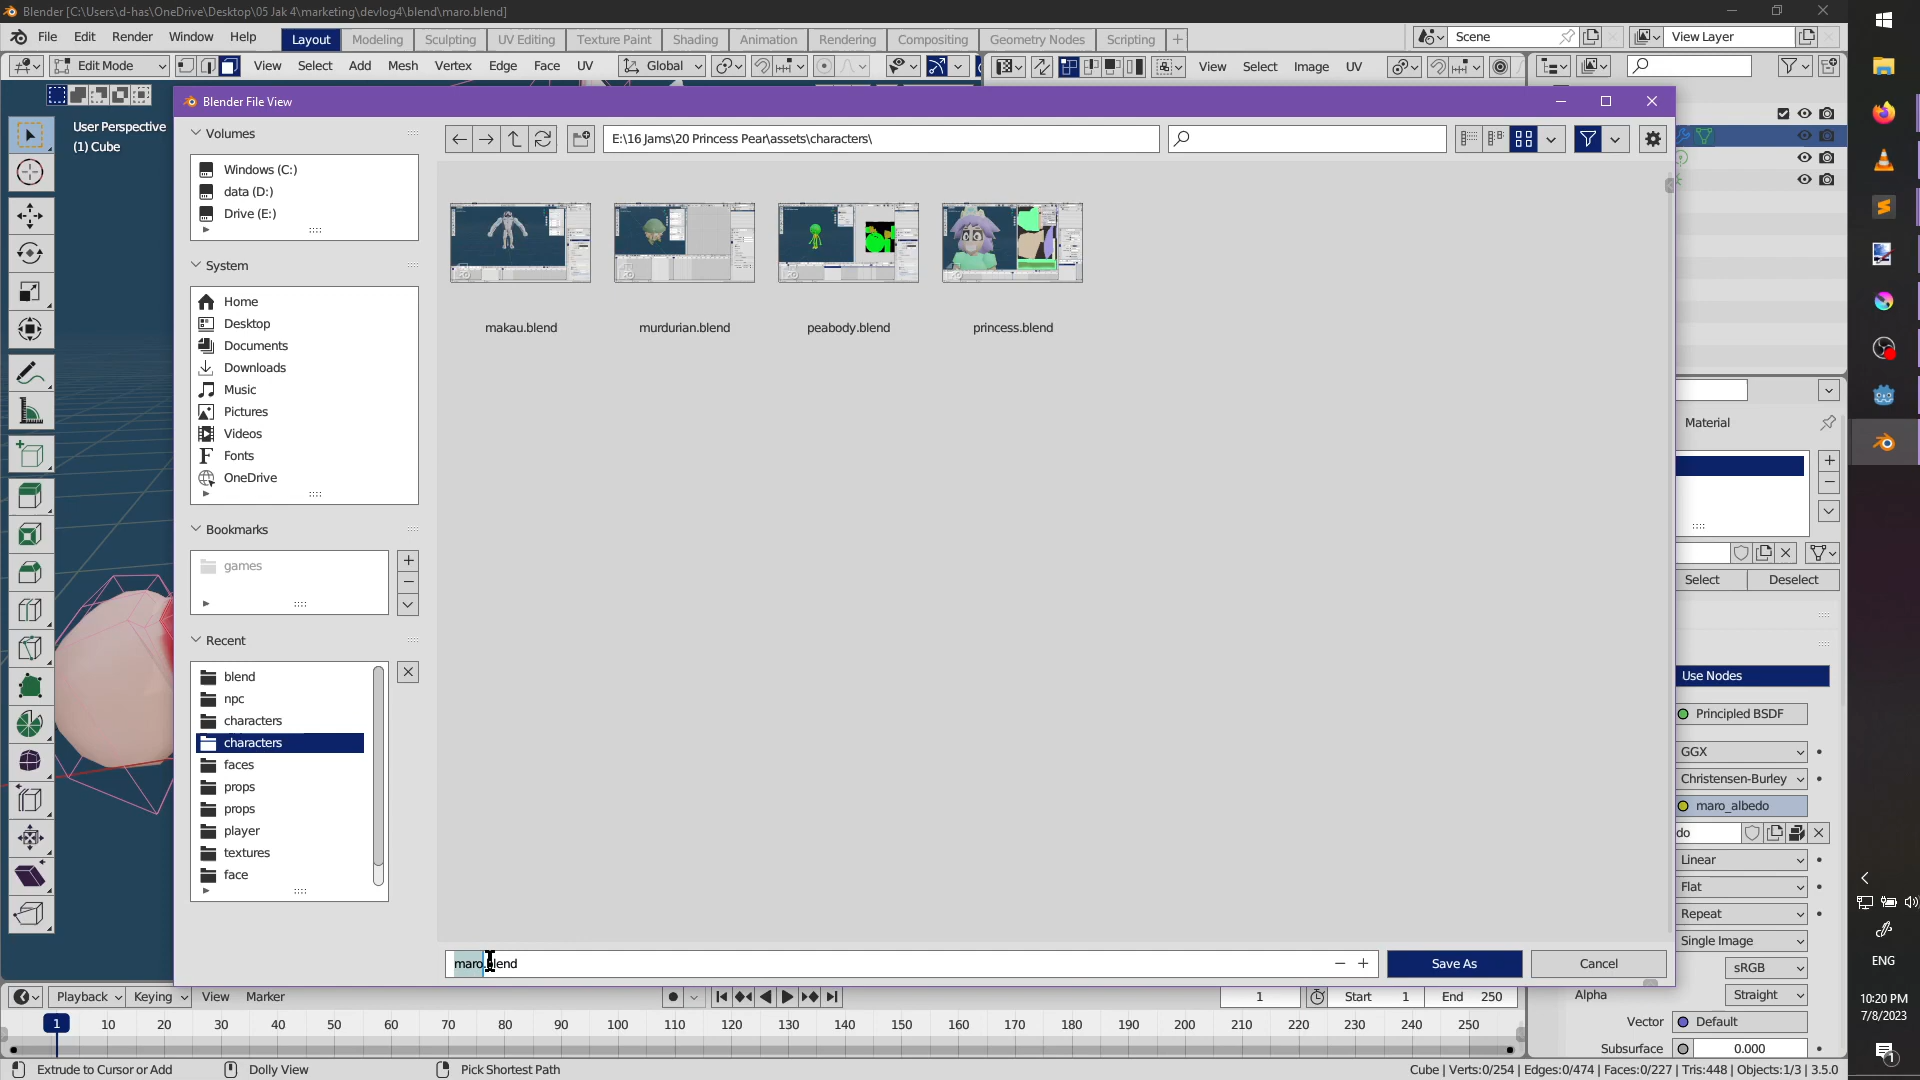 Blender [C:\Users\d-has\OneDrive\Desktop\05 Jak 4\marketing\devlog4\blend\maro.blend]
File Edit Render Window Help Layout Modeling Sculpting UV Editing Texture Paint Shading Animation Rendering Compositing Geometry Nodes Scripting + Scene View Layer
Edit Mode View Select Add Mesh Vertex Edge Face UV Global View Select Image UV
User Perspective
(1) Cube
Blender File View
Volumes
Windows (C:)
data (D:)
Drive (E:)
System
Home
Desktop
Documents
Downloads
Music
Pictures
Videos
Fonts
OneDrive
Bookmarks
games
Recent
blend
npc
characters
characters
faces
props
props
player
textures
face
E:\16 Jams\20 Princess Pear\assets\characters\
makau.blend murdurian.blend peabody.blend princess.blend
maro.blend
Save As Cancel
Material
Select Deselect
Use Nodes
Principled BSDF
GGX
Christensen-Burley
maro_albedo
do
Linear
Flat
Repeat
Single Image
sRGB
Alpha Straight
Vector Default
Subsurface 0.000
Playback Keying View Marker 1 Start 1 End 250
1 10 20 30 40 50 60 70 80 90 100 110 120 130 140 150 160 170 180 190 200 210 220 230 240 250
Extrude to Cursor or Add Dolly View Pick Shortest Path Cube | Verts:0/254 | Edges:0/474 | Faces:0/227 | Tris:448 | Objects:1/3 | 3.5.0
ENG
10:20 PM
7/8/2023
1